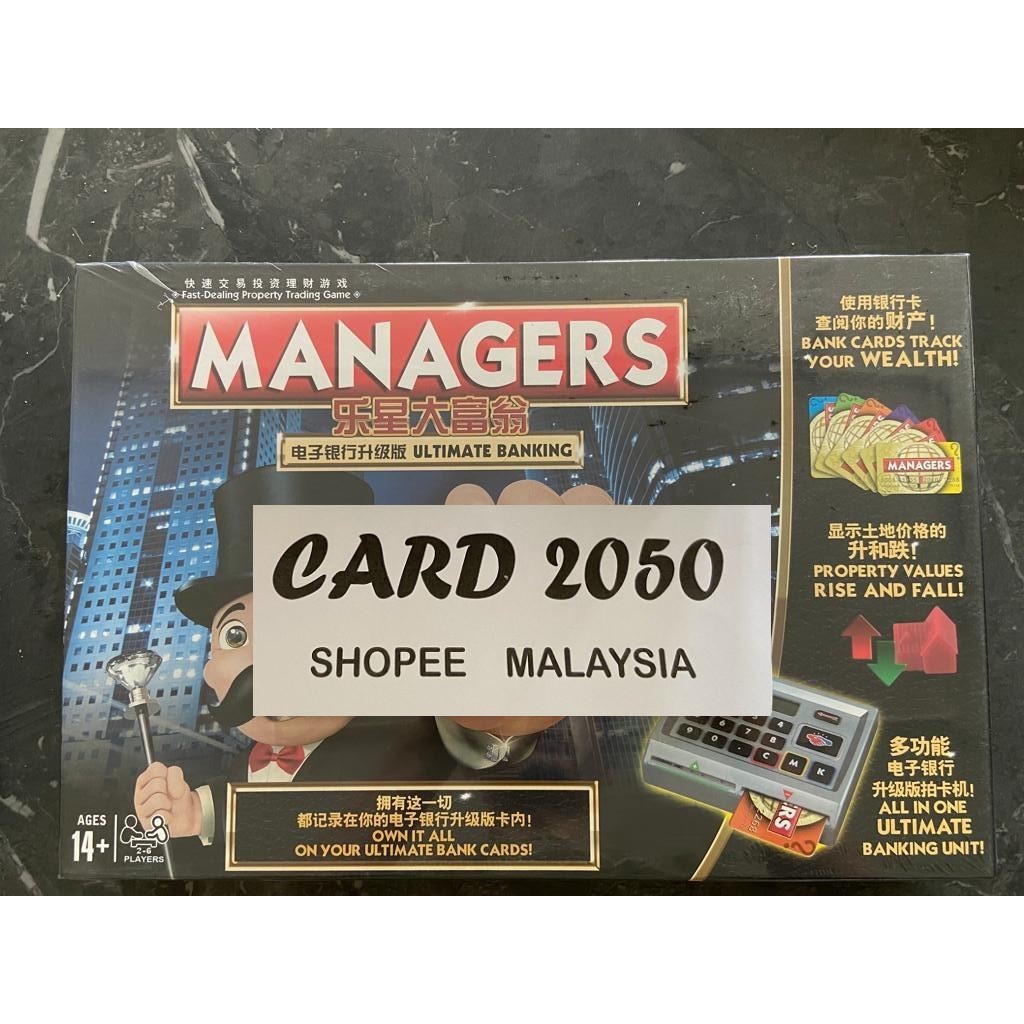 快速交易投资理财游戏
Fast-Dealing Property Trading Game
MANAGERS
乐星大富翁
电子银行升级版 ULTIMATE BANKING
CARD 2050
SHOPEE MALAYSIA
拥有这一切
都记录在你的电子银行升级版卡内!
OWN IT ALL
ON YOUR ULTIMATE BANK CARDS!
AGES
14+
2-6
PLAYERS
使用银行卡
查阅你的财产!
BANK CARDS TRACK
YOUR WEALTH!
MANAGERS
显示土地价格的
升和跌!
PROPERTY VALUES
RISE AND FALL!
多功能
电子银行
升级版拍卡机!
ALL IN ONE
ULTIMATE
BANKING UNIT!
6 7 8
9 0 . C M K